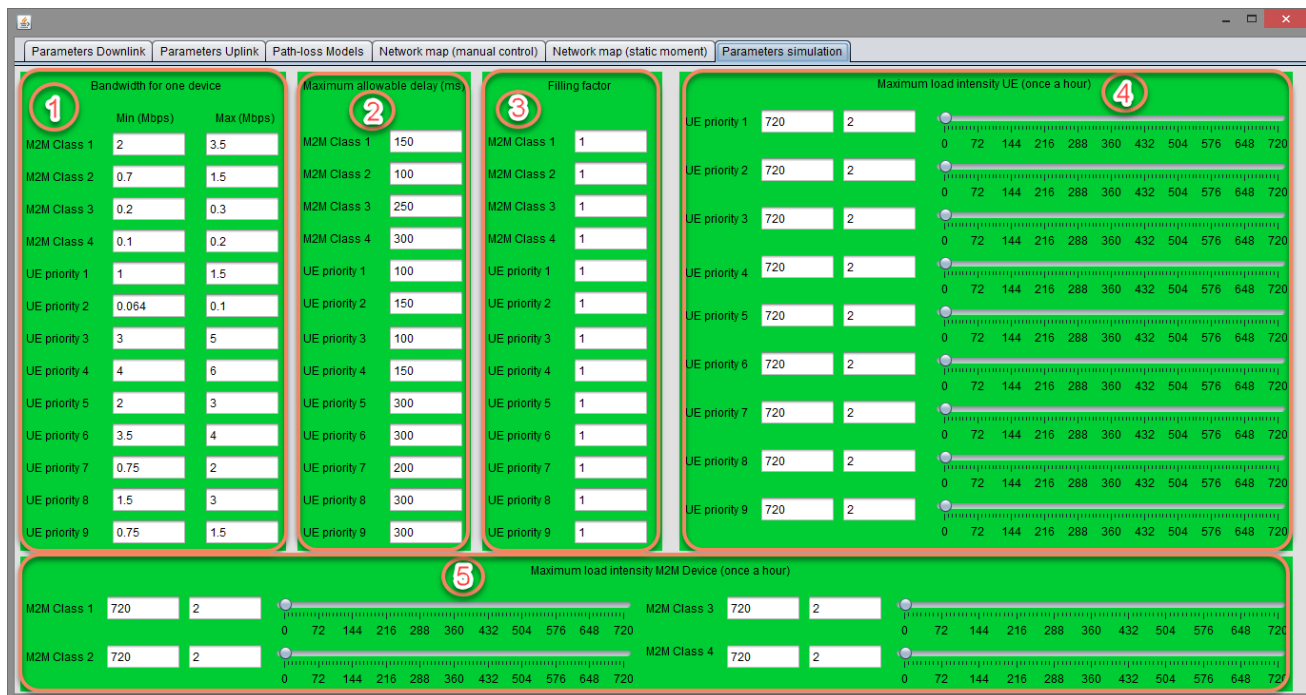 Parameters Downlink Parameters Uplink Path-loss Models Network map (manual control) Network map (static moment) Parameters simulation
1
Bandwidth for one device
Min (Mbps) Max (Mbps)
M2M Class 1 2 3.5
M2M Class 2 0.7 1.5
M2M Class 3 0.2 0.3
M2M Class 4 0.1 0.2
UE priority 1 1 1.5
UE priority 2 0.064 0.1
UE priority 3 3 5
UE priority 4 4 6
UE priority 5 2 3
UE priority 6 3.5 4
UE priority 7 0.75 2
UE priority 8 1.5 3
UE priority 9 0.75 1.5
Maximum allowable delay (ms)
2
M2M Class 1 150
M2M Class 2 100
M2M Class 3 250
M2M Class 4 300
UE priority 1 100
UE priority 2 150
UE priority 3 100
UE priority 4 150
UE priority 5 300
UE priority 6 300
UE priority 7 200
UE priority 8 300
UE priority 9 300
Filling factor
3
M2M Class 1 1
M2M Class 2 1
M2M Class 3 1
M2M Class 4 1
UE priority 1 1
UE priority 2 1
UE priority 3 1
UE priority 4 1
UE priority 5 1
UE priority 6 1
UE priority 7 1
UE priority 8 1
UE priority 9 1
Maximum load intensity UE (once a hour)
4
UE priority 1 720 2
0 72 144 216 288 360 432 504 576 648 720
UE priority 2 720 2
0 72 144 216 288 360 432 504 576 648 720
UE priority 3 720 2
0 72 144 216 288 360 432 504 576 648 720
UE priority 4 720 2
0 72 144 216 288 360 432 504 576 648 720
UE priority 5 720 2
0 72 144 216 288 360 432 504 576 648 720
UE priority 6 720 2
0 72 144 216 288 360 432 504 576 648 720
UE priority 7 720 2
0 72 144 216 288 360 432 504 576 648 720
UE priority 8 720 2
0 72 144 216 288 360 432 504 576 648 720
UE priority 9 720 2
0 72 144 216 288 360 432 504 576 648 720
5
Maximum load intensity M2M Device (once a hour)
M2M Class 1 720 2
0 72 144 216 288 360 432 504 576 648 720
M2M Class 2 720 2
0 72 144 216 288 360 432 504 576 648 720
M2M Class 3 720 2
0 72 144 216 288 360 432 504 576 648 720
M2M Class 4 720 2
0 72 144 216 288 360 432 504 576 648 720